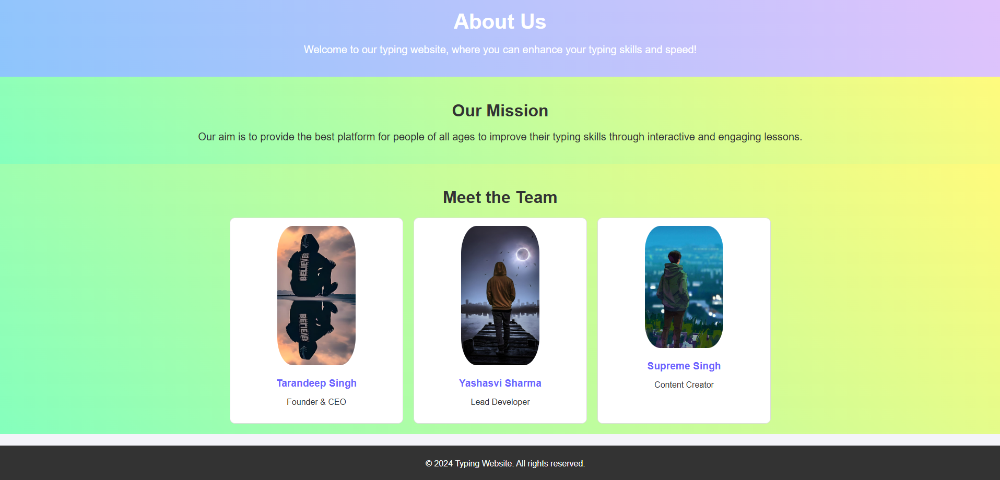 About Us
Welcome to our typing website, where you can enhance your typing skills and speed!
Our Mission
Our aim is to provide the best platform for people of all ages to improve their typing skills through interactive and engaging lessons.
Meet the Team
BELIEVER
BELIEVER
Tarandeep Singh
Founder & CEO
Yashasvi Sharma
Lead Developer
Supreme Singh
Content Creator
© 2024 Typing Website. All rights reserved.